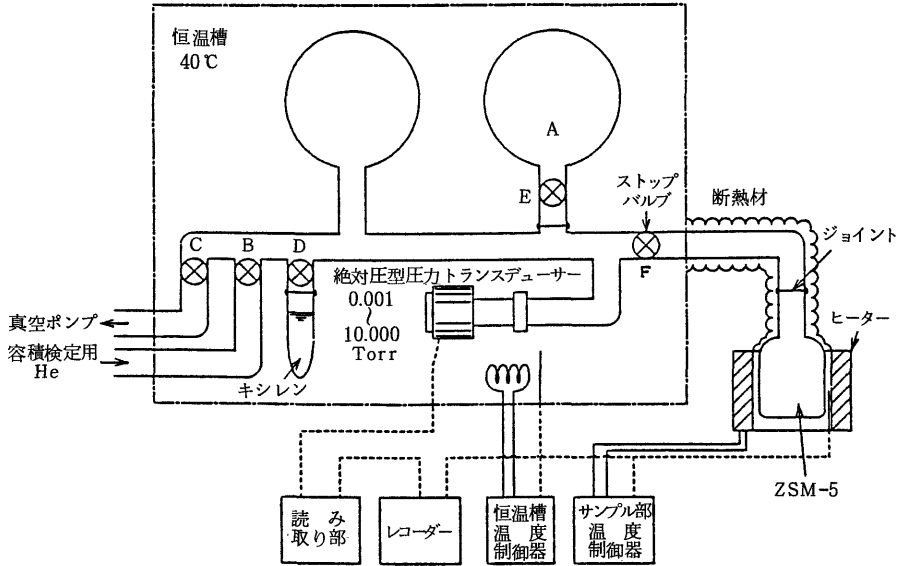 恒温槽
40℃
A
E
ストップ
バルブ
断熱材
ジョイント
C
B
D
F
絶対圧型圧力トランスデューサー
0.001
〜
10.000
Torr
真空ポンプ
容積検定用
He
キシレン
ヒーター
ZSM-5
読み
取り部
レコーダー
恒温槽
温度
制御器
サンプル部
温度
制御器